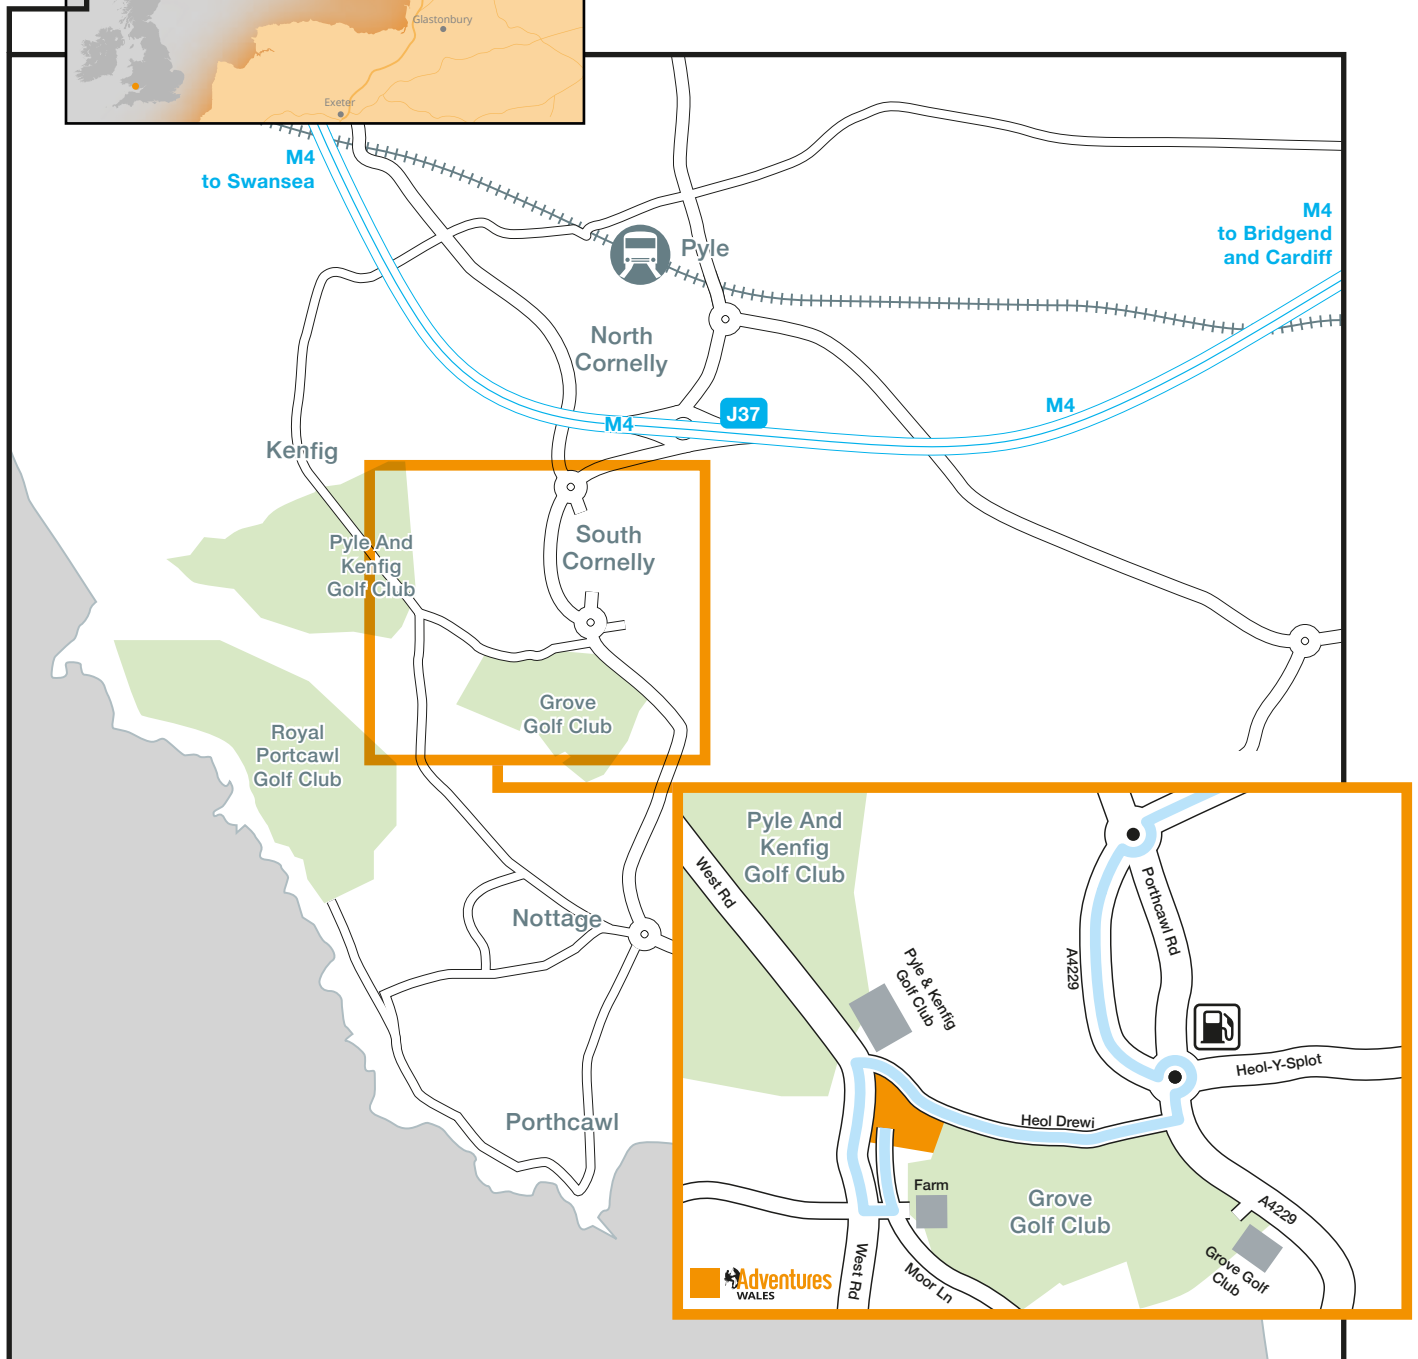 Glastonbury
Exeter
M4
to Swansea
M4
to Bridgend
and Cardiff
Pyle
North
Cornelly
J37
M4
M4
Kenfig
South
Cornelly
Pyle And
Kenfig
Golf Club
Grove
Golf Club
Royal
Portcawl
Golf Club
Nottage
Porthcawl
Pyle And
Kenfig
Golf Club
West Rd
Porthcawl Rd
A4229
Pyle & Kenfig
Golf Club
Heol-Y-Splot
Heol Drewi
Farm
Grove
Golf Club
A4229
Grove Golf
Club
West Rd
Moor Ln
Adventures
WALES